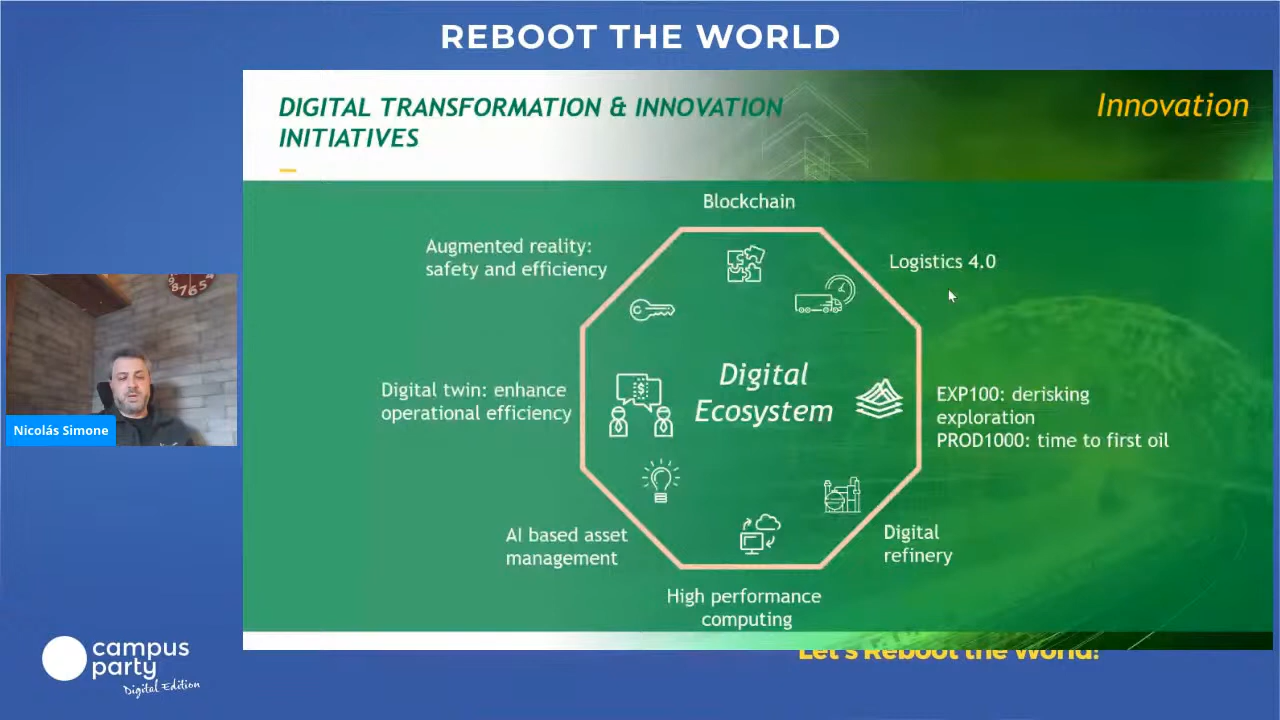 REBOOT THE WORLD
DIGITAL TRANSFORMATION & INNOVATION
INITIATIVES
Innovation
Blockchain
Augmented reality:
safety and efficiency
Logistics 4.0
Digital twin: enhance
operational efficiency
Digital
Ecosystem
$
EXP100: derisking
exploration
PROD1000: time to first oil
AI based asset
management
Digital
refinery
High performance
computing
Nicolás Simone
campus
party
Digital Edition
Let's Reboot the World!